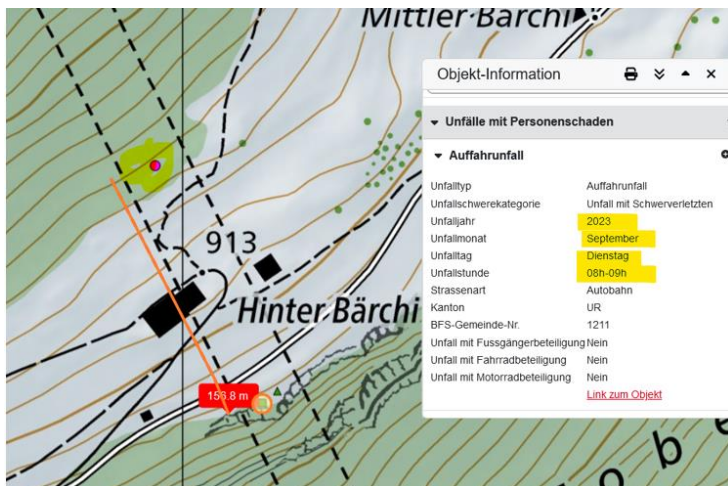 Mittler Bärchi
Objekt-Information
Unfälle mit Personenschaden
Auffahrunfall
Unfalltyp Auffahrunfall
Unfallschwerekategorie Unfall mit Schwerverletzten
Unfalljahr 2023
Unfallmonat September
Unfalltag Dienstag
Unfallstunde 08h-09h
Strassenart Autobahn
Kanton UR
BFS-Gemeinde-Nr. 1211
Unfall mit Fussgängerbeteiligung Nein
Unfall mit Fahrradbeteiligung Nein
Unfall mit Motorradbeteiligung Nein
Link zum Objekt
913
Hinter Bärchi
156.8 m
o b e